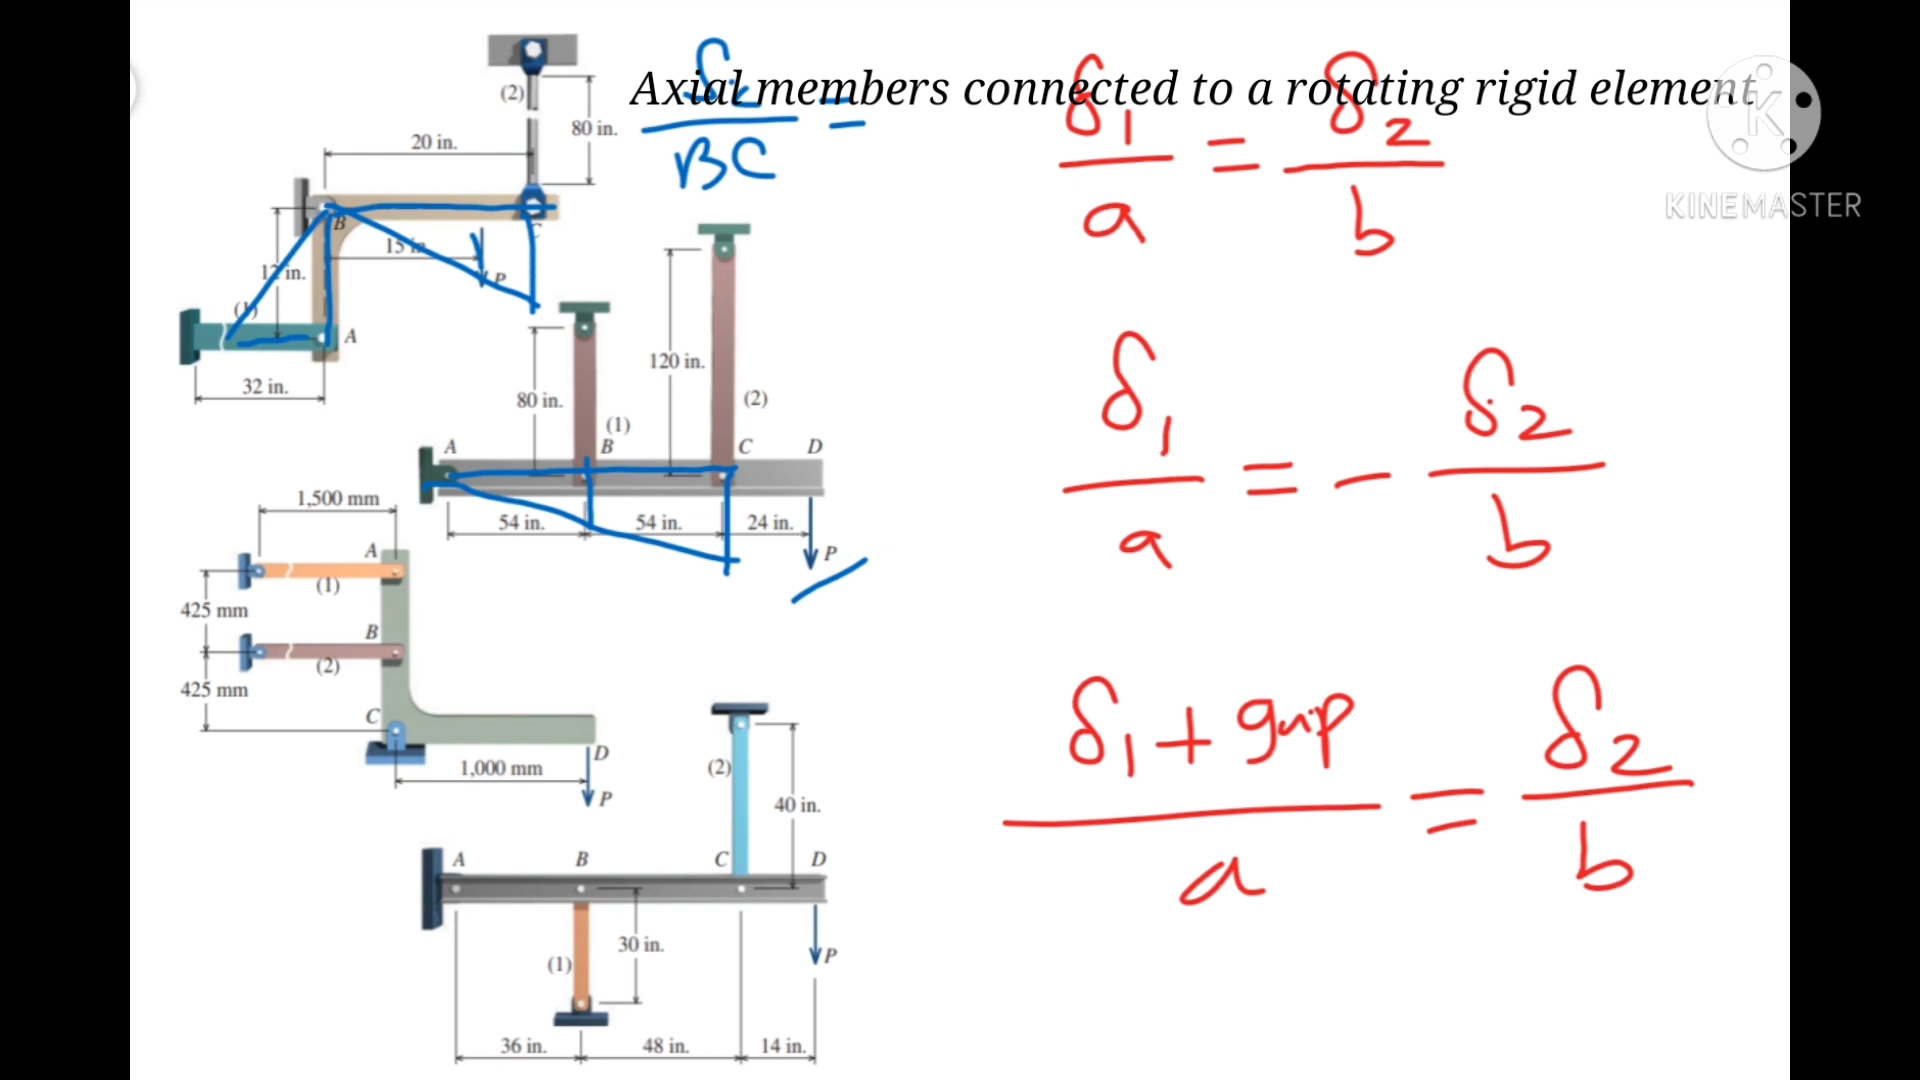 Axial members connected to a rotating rigid element
KINEMASTER
(2)
80 in.
20 in.
B
C
15 in.
P
12 in.
(1)
A
32 in.
BC
=
δ1/a = δ2/b
120 in.
80 in.
(2)
(1)
A
B
C
D
54 in.
54 in.
24 in.
P
δ1/a = - δ2/b
1,500 mm
A
(1)
425 mm
B
(2)
425 mm
C
D
1,000 mm
P
δ1 + gap/a = δ2/b
(2)
40 in.
A
B
C
D
30 in.
(1)
P
36 in.
48 in.
14 in.